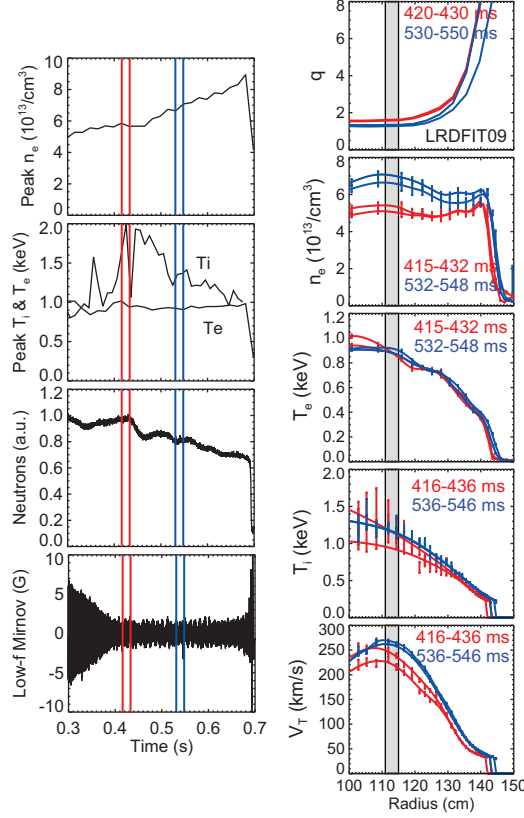 Peak n_e (10^13/cm^3)
10
8
6
4
2
0
Peak T_i & T_e (keV)
2.0
1.5
1.0
0.5
0.0
Ti
Te
Neutrons (a.u.)
1.0
0.8
0.6
0.4
0.2
0.0
Low-f Mirnov (G)
10
5
0
-5
-10
0.3 0.4 0.5 0.6 0.7
Time (s)
q
8
6
4
2
0
420-430 ms
530-550 ms
LRDFIT09
n_e (10^13/cm^3)
8
6
4
2
0
415-432 ms
532-548 ms
T_e (keV)
1.2
1.0
0.8
0.6
0.4
0.2
0.0
415-432 ms
532-548 ms
T_i (keV)
2.0
1.5
1.0
0.5
0.0
416-436 ms
536-546 ms
V_T (km/s)
300
250
200
150
100
50
0
416-436 ms
536-546 ms
100 110 120 130 140 150
Radius (cm)